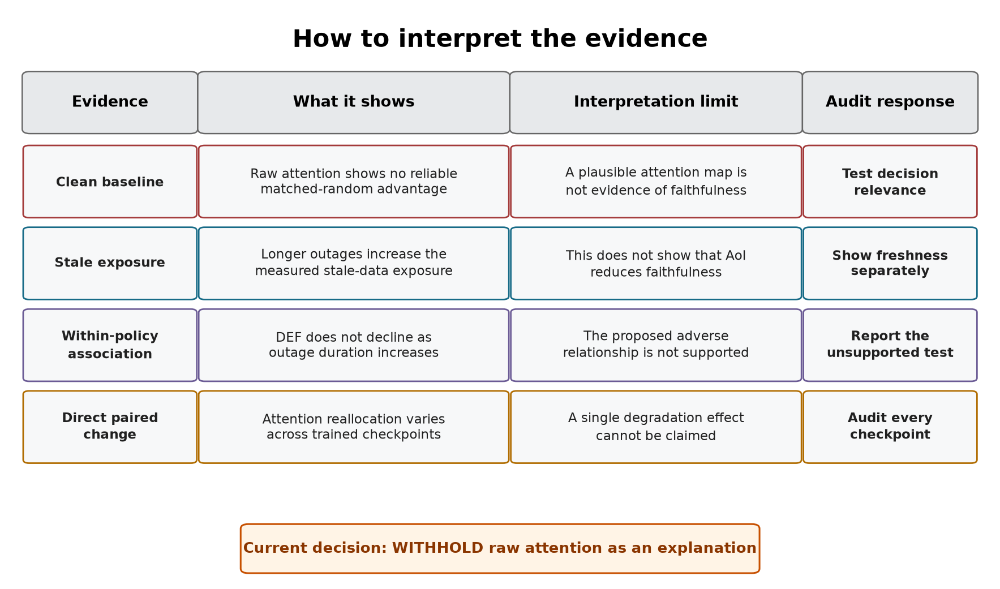 How to interpret the evidence
Evidence
What it shows
Interpretation limit
Audit response
Clean baseline
Raw attention shows no reliable
matched-random advantage
A plausible attention map is
not evidence of faithfulness
Test decision
relevance
Stale exposure
Longer outages increase the
measured stale-data exposure
This does not show that AoI
reduces faithfulness
Show freshness
separately
Within-policy
association
DEF does not decline as
outage duration increases
The proposed adverse
relationship is not supported
Report the
unsupported test
Direct paired
change
Attention reallocation varies
across trained checkpoints
A single degradation effect
cannot be claimed
Audit every
checkpoint
Current decision: WITHHOLD raw attention as an explanation